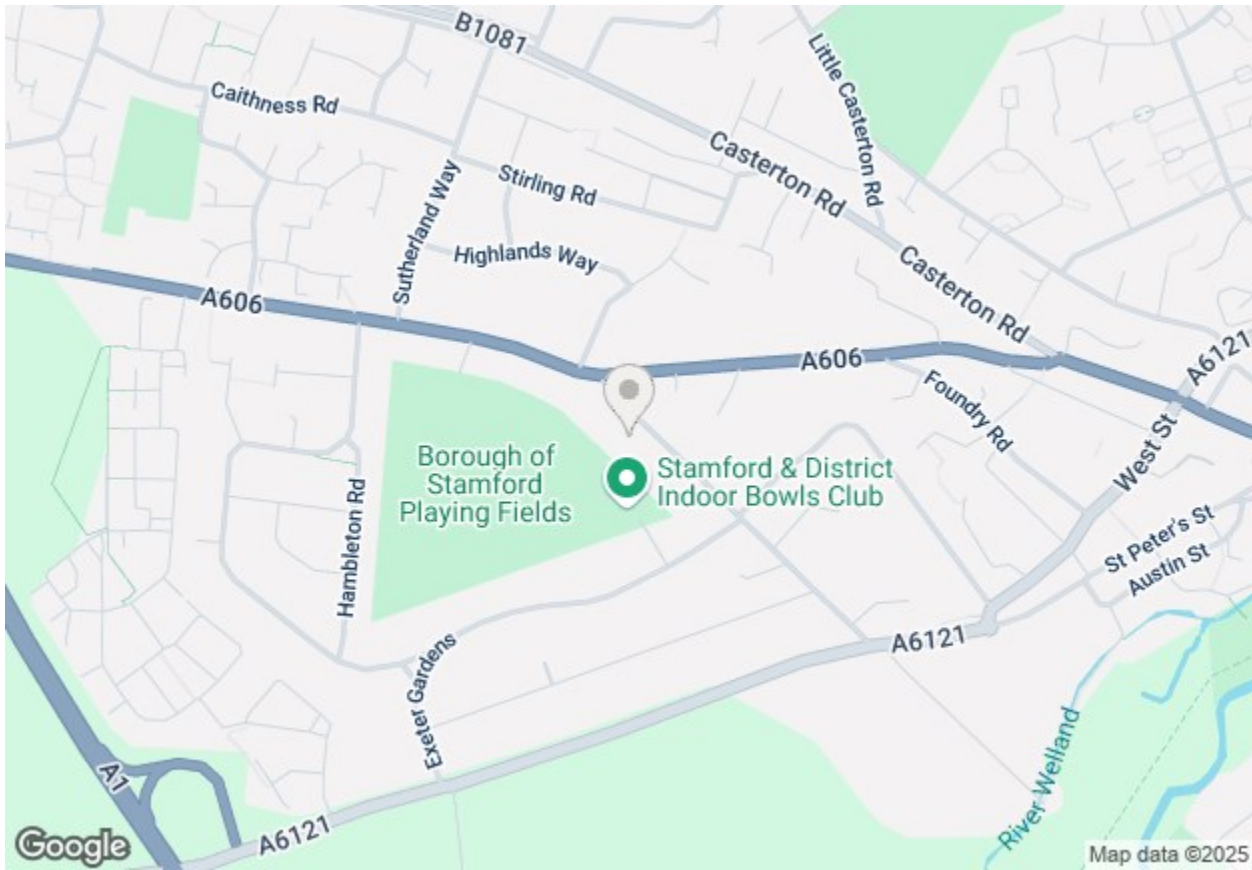 B1081
Little Casterton Rd
Caithness Rd
Casterton Rd
Stirling Rd
Sutherland Way
Highlands Way
Casterton Rd
A606
A606
A6121
Foundry Rd
West St
Borough of
Stamford
Playing Fields
Stamford & District
Indoor Bowls Club
Hambleton Rd
St Peter's St
Austin St
A6121
Exeter Gardens
River Welland
A1
A6121
Google
Map data ©2025